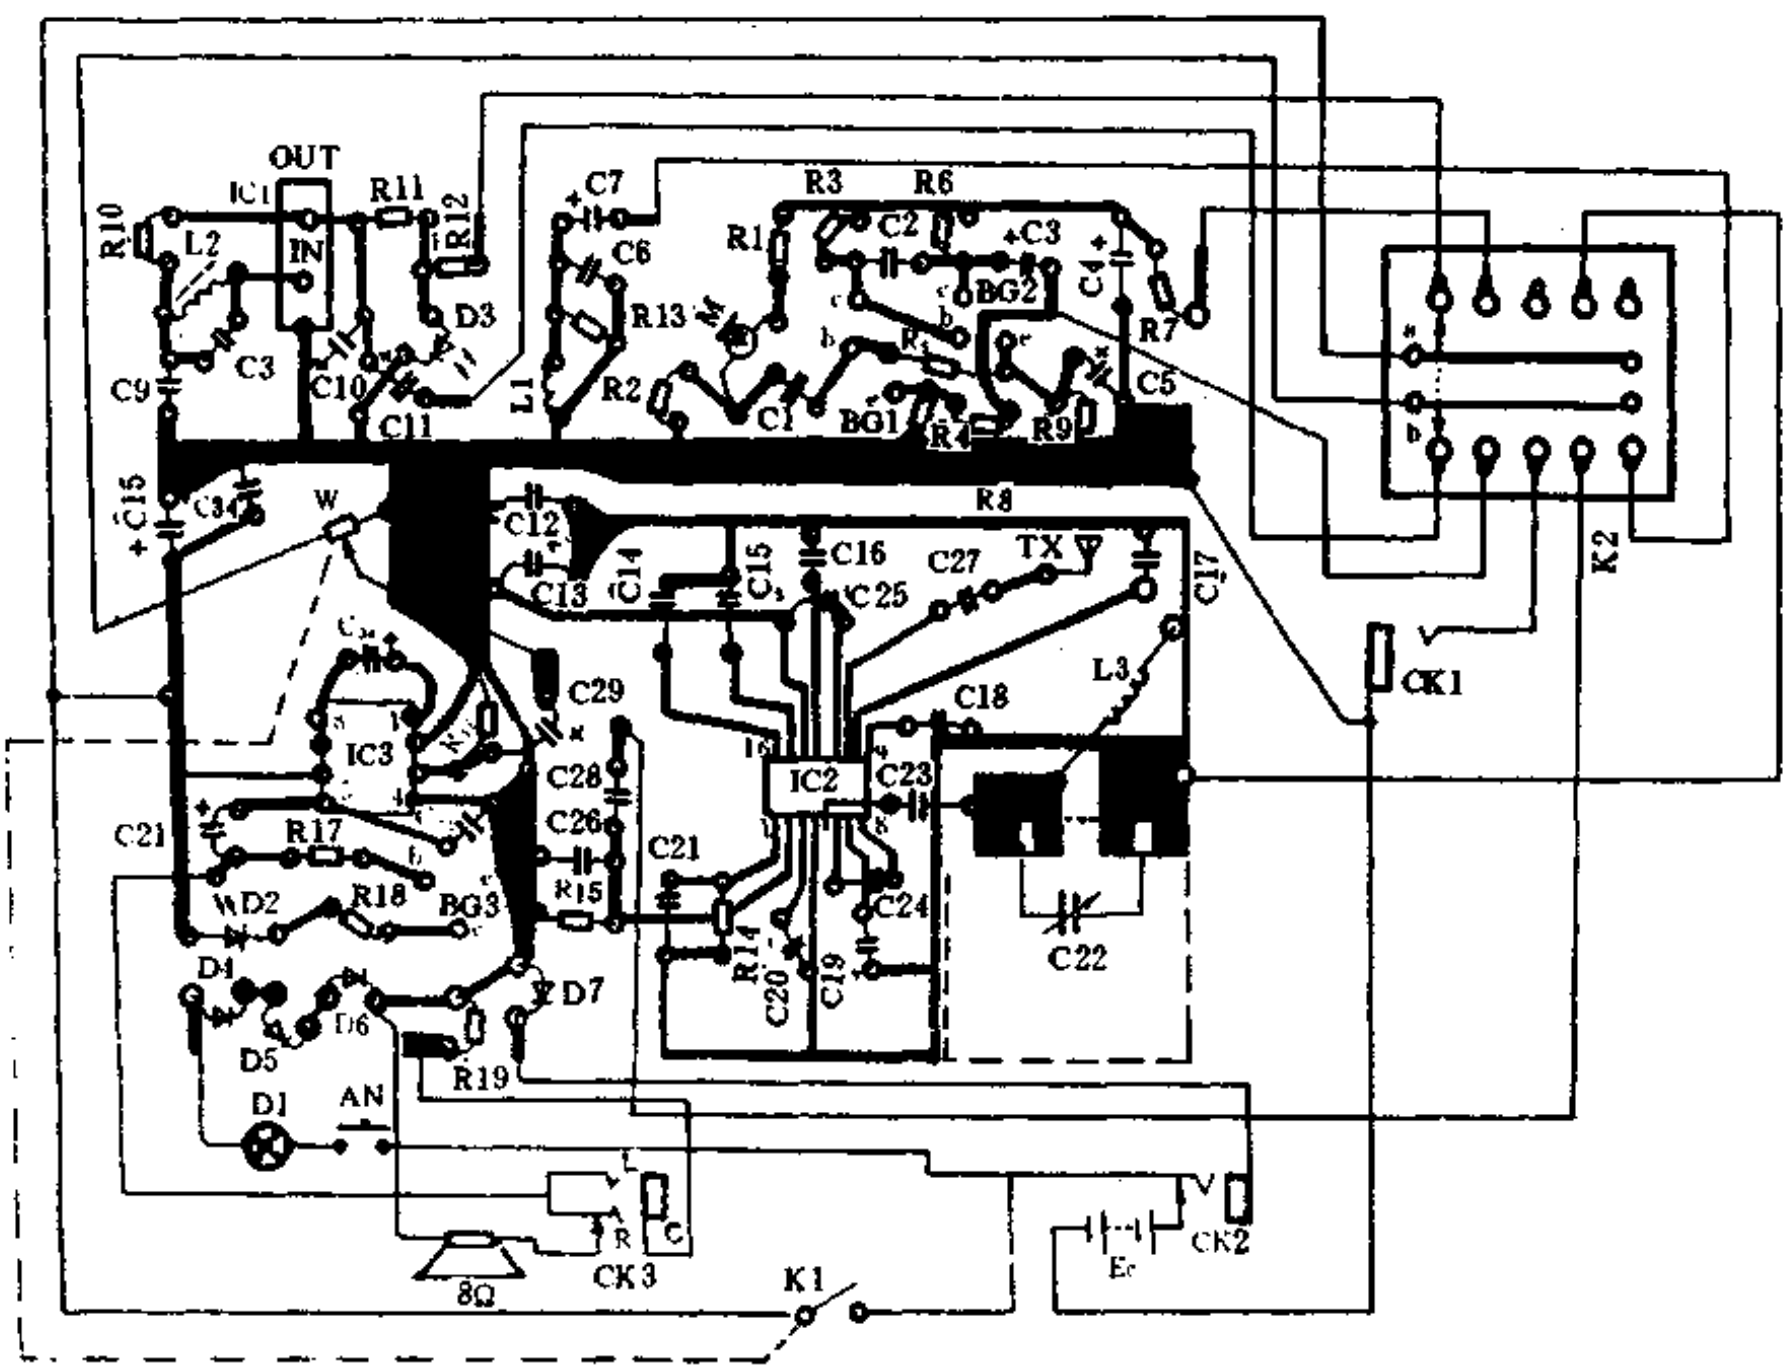 OUT
IC1
R11
R12
C7
R3
R6
R10
L2
IN
C6
R1
C2
+C3
C4 +
D3
R13
M
c
c
BG2
b
R7
a
C3
C9
C10
L1
R2
b
e
C5
C11
C1
BG1
R4
R9
b
C15
C34
W
C12
R8
C13
C14
C15
C16
C27
TX
C17
C25
K2
L3
CK1
C29
C18
IC3
16
9
IC2
C28
C23
C21
R17
b
C26
1
8
C21
R15
WD2
R18
BG3
C24
C22
R14
C20
C19
D4
D7
D5
D6
R19
D1
AN
L
R
C
CK3
CK2
Ec
8Ω
K1